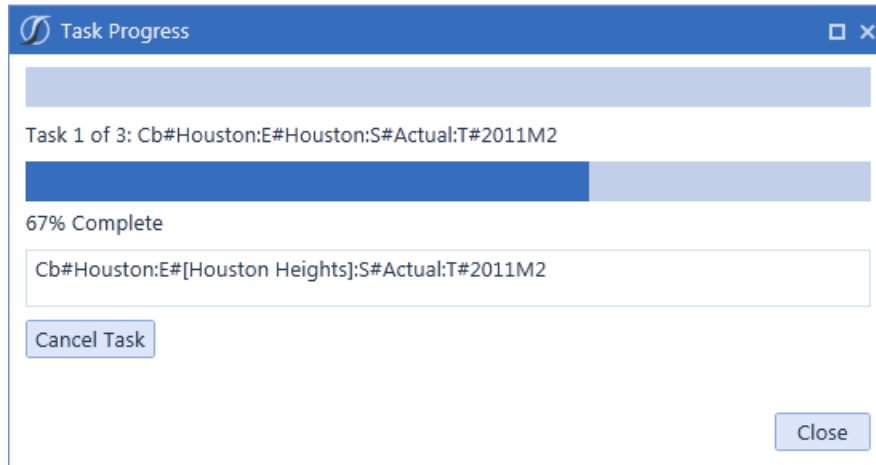 Task Progress
Task 1 of 3: Cb#Houston:E#Houston:S#Actual:T#2011M2
67% Complete
Cb#Houston:E#[Houston Heights]:S#Actual:T#2011M2
Cancel Task
Close